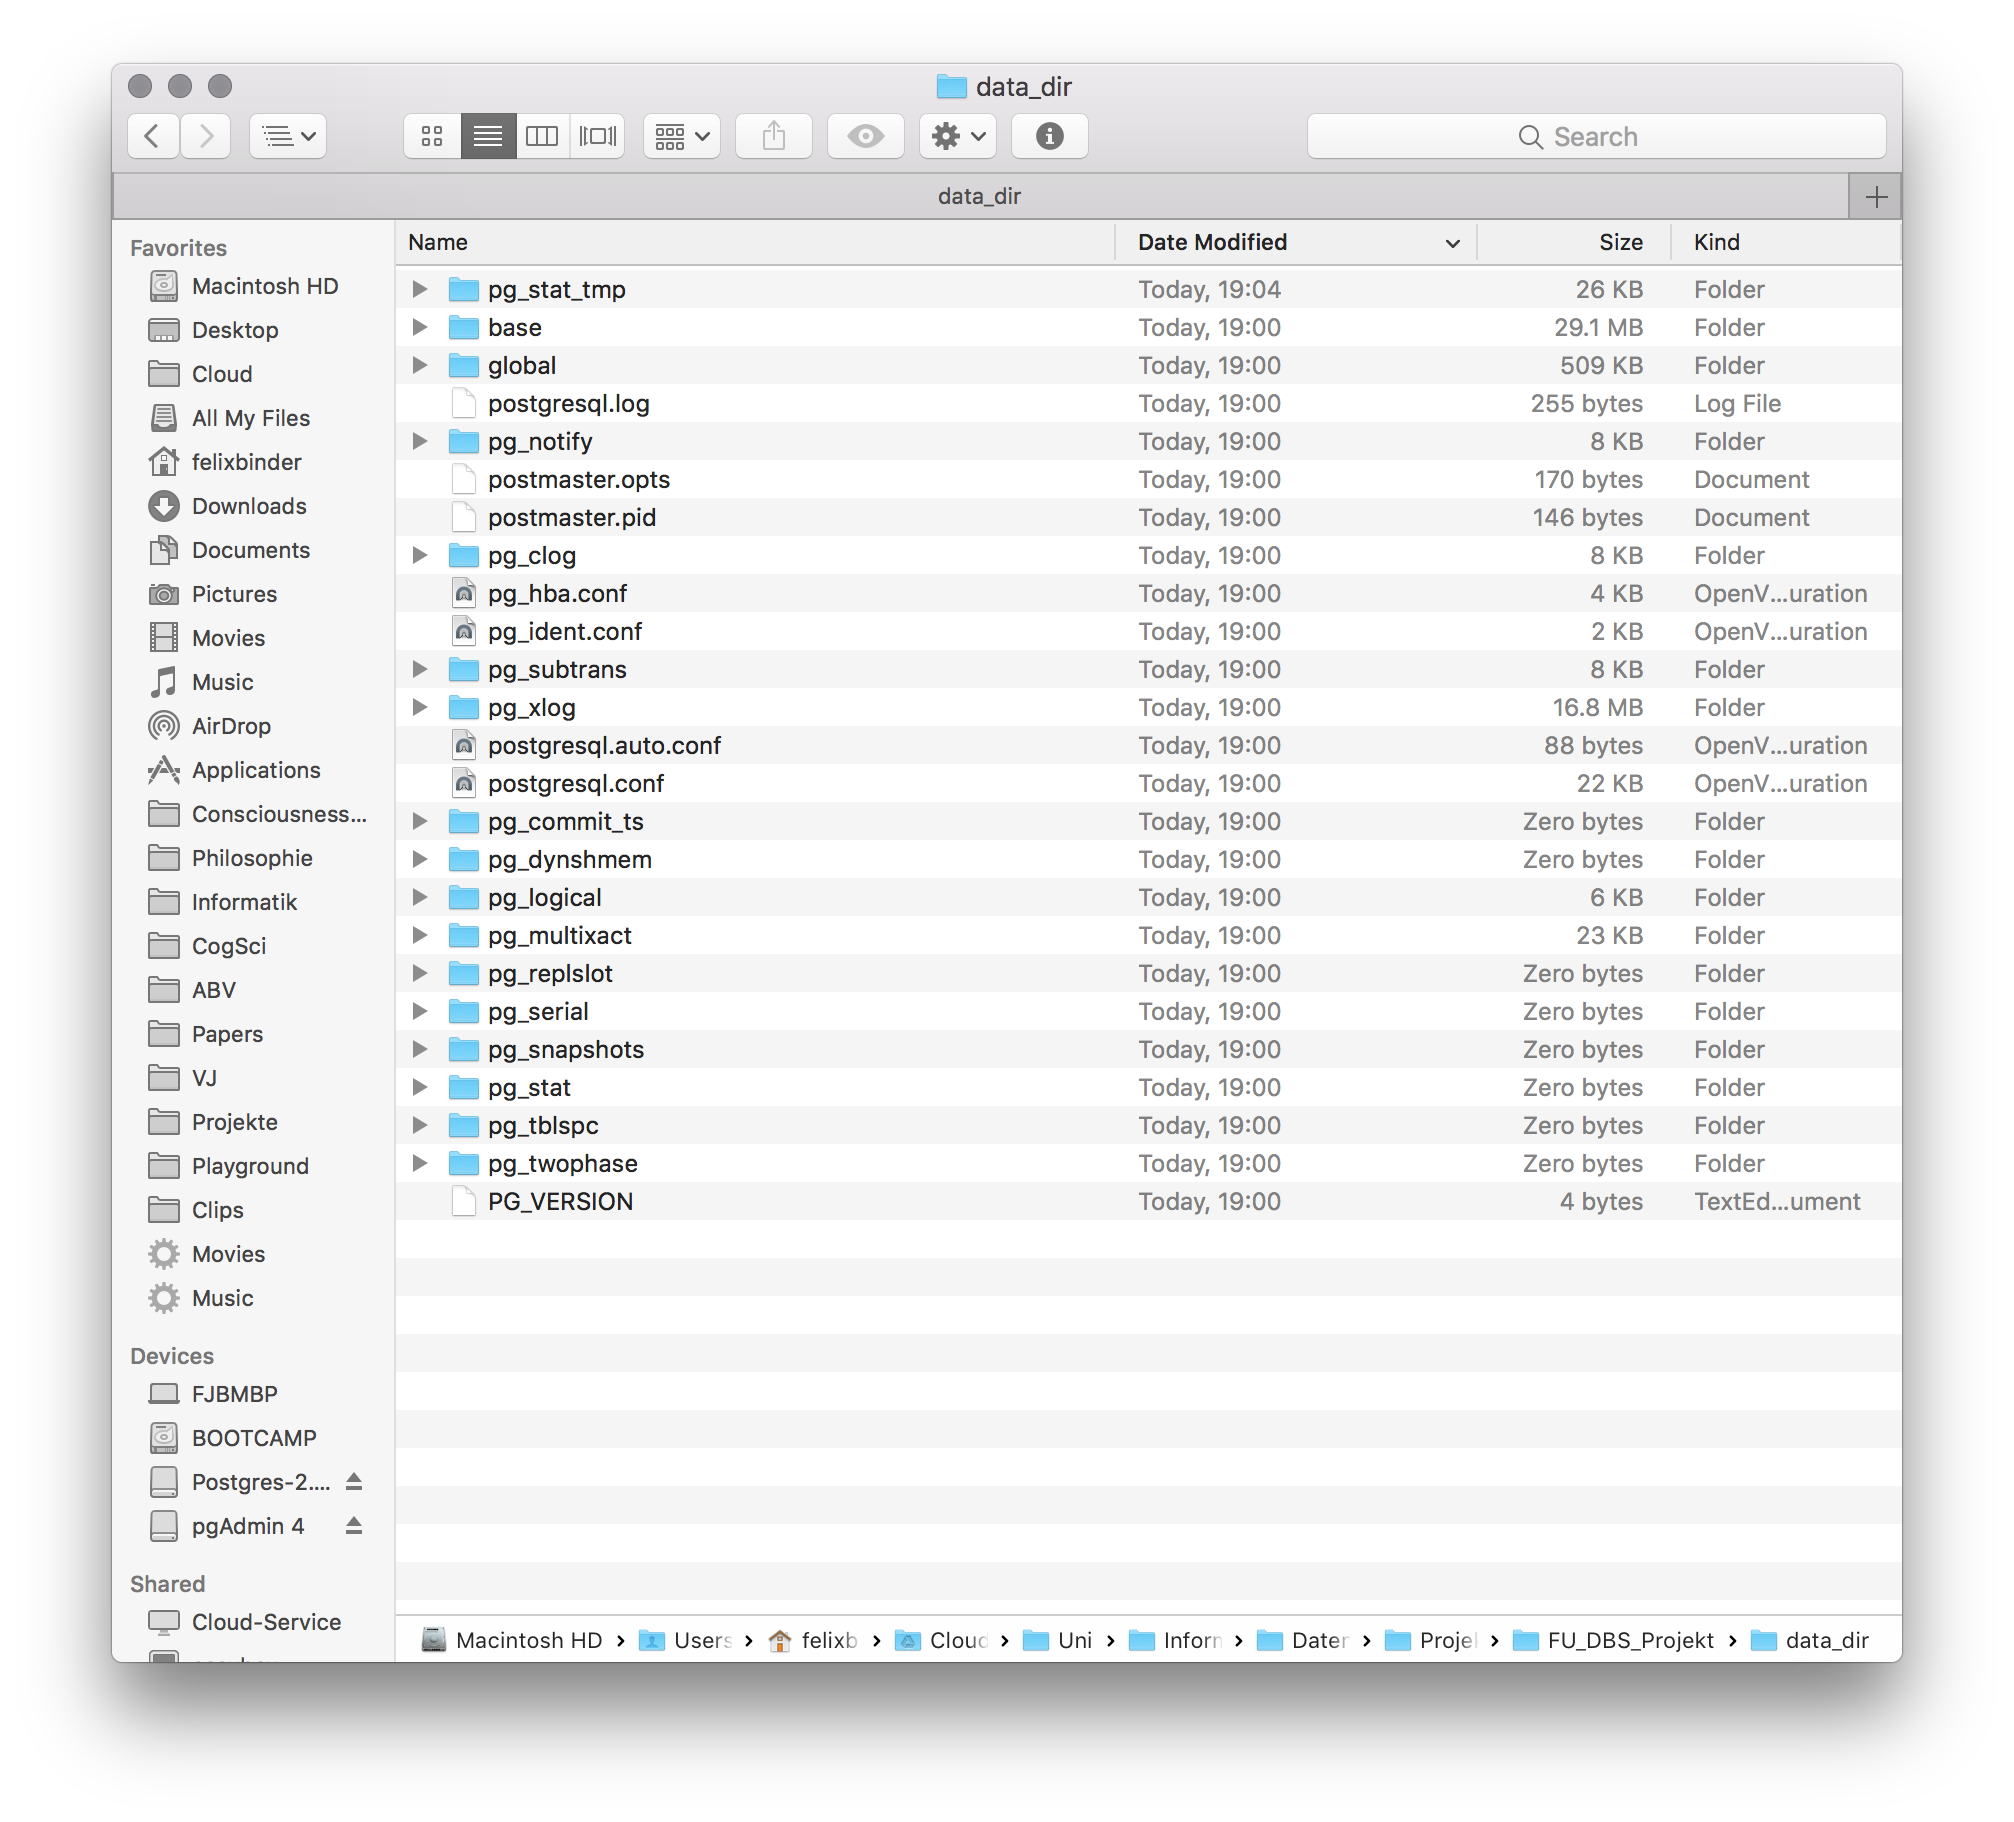 data_dir
Search
data_dir
Favorites
Macintosh HD
Desktop
Cloud
All My Files
felixbinder
Downloads
Documents
Pictures
Movies
Music
AirDrop
Applications
Consciousness...
Philosophie
Informatik
CogSci
ABV
Papers
VJ
Projekte
Playground
Clips
Movies
Music
Devices
FJBMBP
BOOTCAMP
Postgres-2....
pgAdmin 4
Shared
Cloud-Service
Name Date Modified Size Kind
pg_stat_tmp Today, 19:04 26 KB Folder
base Today, 19:00 29.1 MB Folder
global Today, 19:00 509 KB Folder
postgresql.log Today, 19:00 255 bytes Log File
pg_notify Today, 19:00 8 KB Folder
postmaster.opts Today, 19:00 170 bytes Document
postmaster.pid Today, 19:00 146 bytes Document
pg_clog Today, 19:00 8 KB Folder
pg_hba.conf Today, 19:00 4 KB OpenV...uration
pg_ident.conf Today, 19:00 2 KB OpenV...uration
pg_subtrans Today, 19:00 8 KB Folder
pg_xlog Today, 19:00 16.8 MB Folder
postgresql.auto.conf Today, 19:00 88 bytes OpenV...uration
postgresql.conf Today, 19:00 22 KB OpenV...uration
pg_commit_ts Today, 19:00 Zero bytes Folder
pg_dynshmem Today, 19:00 Zero bytes Folder
pg_logical Today, 19:00 6 KB Folder
pg_multixact Today, 19:00 23 KB Folder
pg_replslot Today, 19:00 Zero bytes Folder
pg_serial Today, 19:00 Zero bytes Folder
pg_snapshots Today, 19:00 Zero bytes Folder
pg_stat Today, 19:00 Zero bytes Folder
pg_tblspc Today, 19:00 Zero bytes Folder
pg_twophase Today, 19:00 Zero bytes Folder
PG_VERSION Today, 19:00 4 bytes TextEd...ument
Macintosh HD › Users › felixb › Cloud › Uni › Inforn › Daten › Projel › FU_DBS_Projekt › data_dir